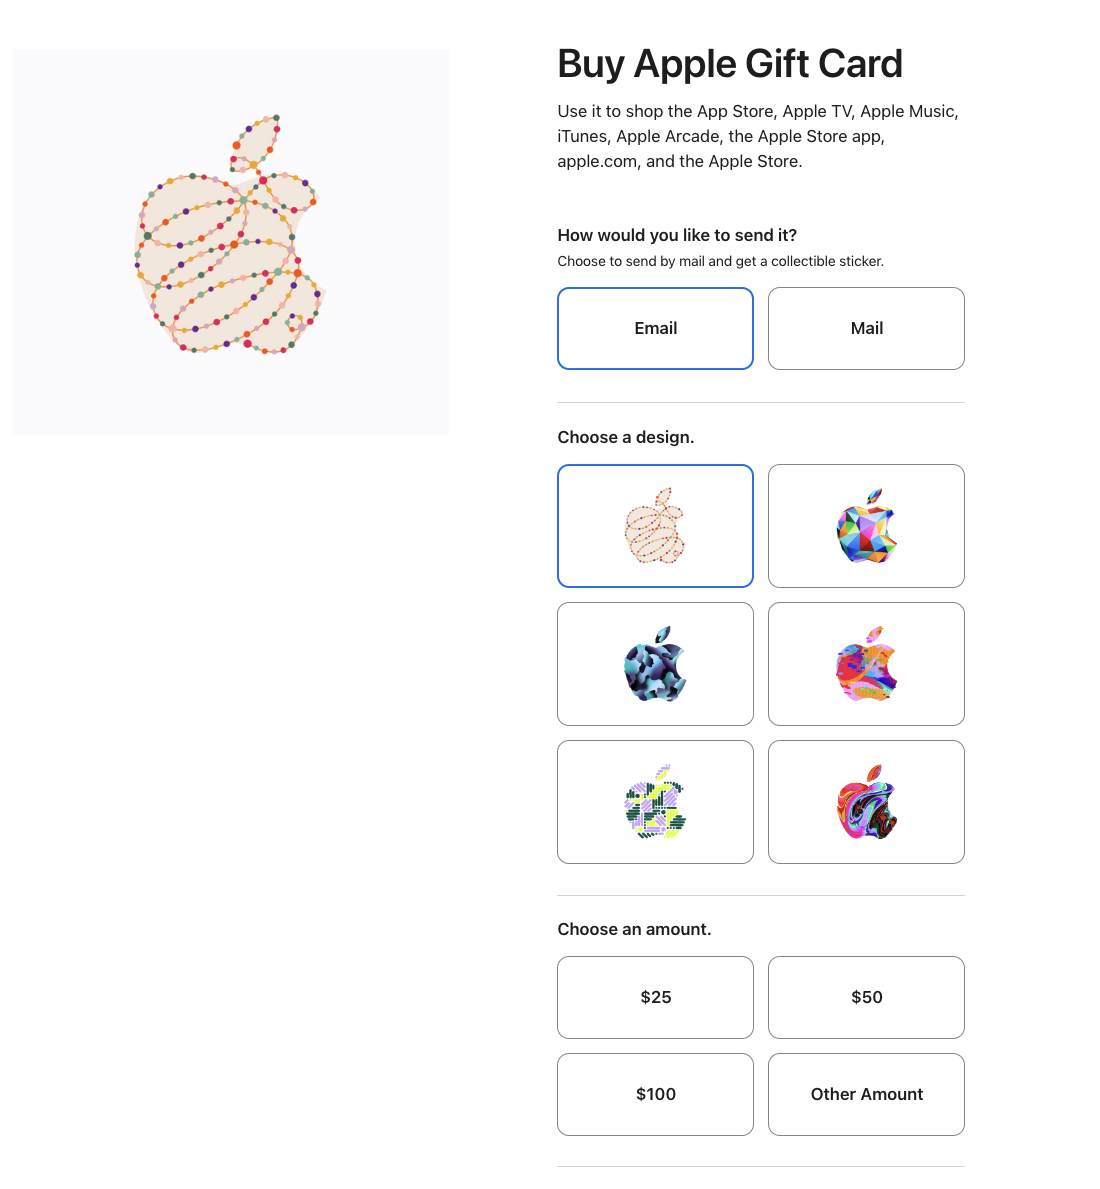 Buy Apple Gift Card
Use it to shop the App Store, Apple TV, Apple Music,
iTunes, Apple Arcade, the Apple Store app,
apple.com, and the Apple Store.
How would you like to send it?
Choose to send by mail and get a collectible sticker.
Email
Mail
Choose a design.
Choose an amount.
$25
$50
$100
Other Amount